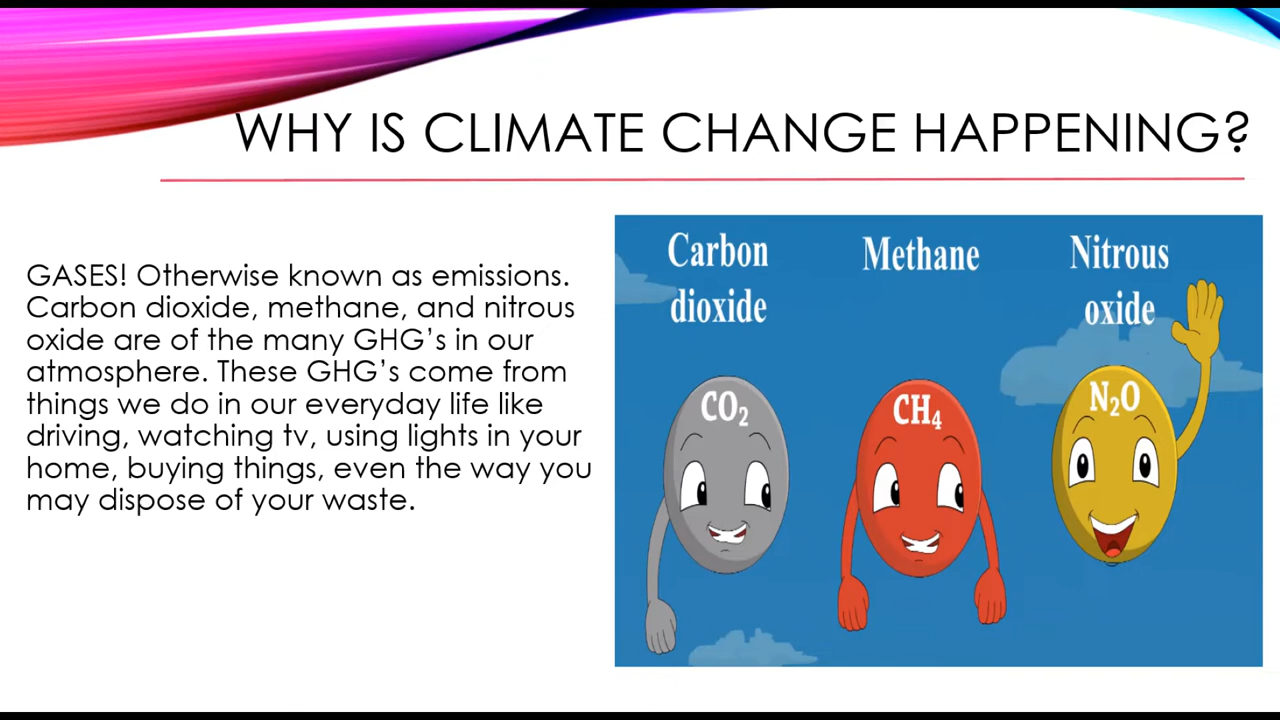 WHY IS CLIMATE CHANGE HAPPENING?
GASES! Otherwise known as emissions.
Carbon dioxide, methane, and nitrous
oxide are of the many GHG's in our
atmosphere. These GHG's come from
things we do in our everyday life like
driving, watching tv, using lights in your
home, buying things, even the way you
may dispose of your waste.
Carbon
dioxide
Methane
Nitrous
oxide
CO₂
CH₄
N₂O